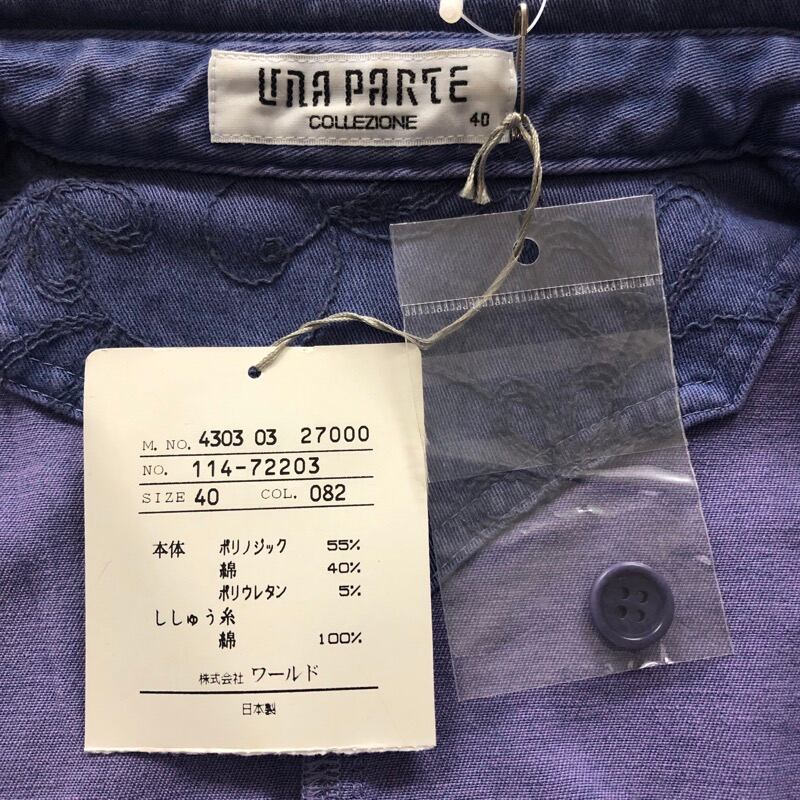 UNA PARTE
COLLEZIONE 40
M. NO. 4303 03 27000
NO. 114-72203
SIZE 40 COL. 082
本体 ポリノジック 55%
綿 40%
ポリウレタン 5%
ししゅう糸
綿 100%
株式会社 ワールド
日本製